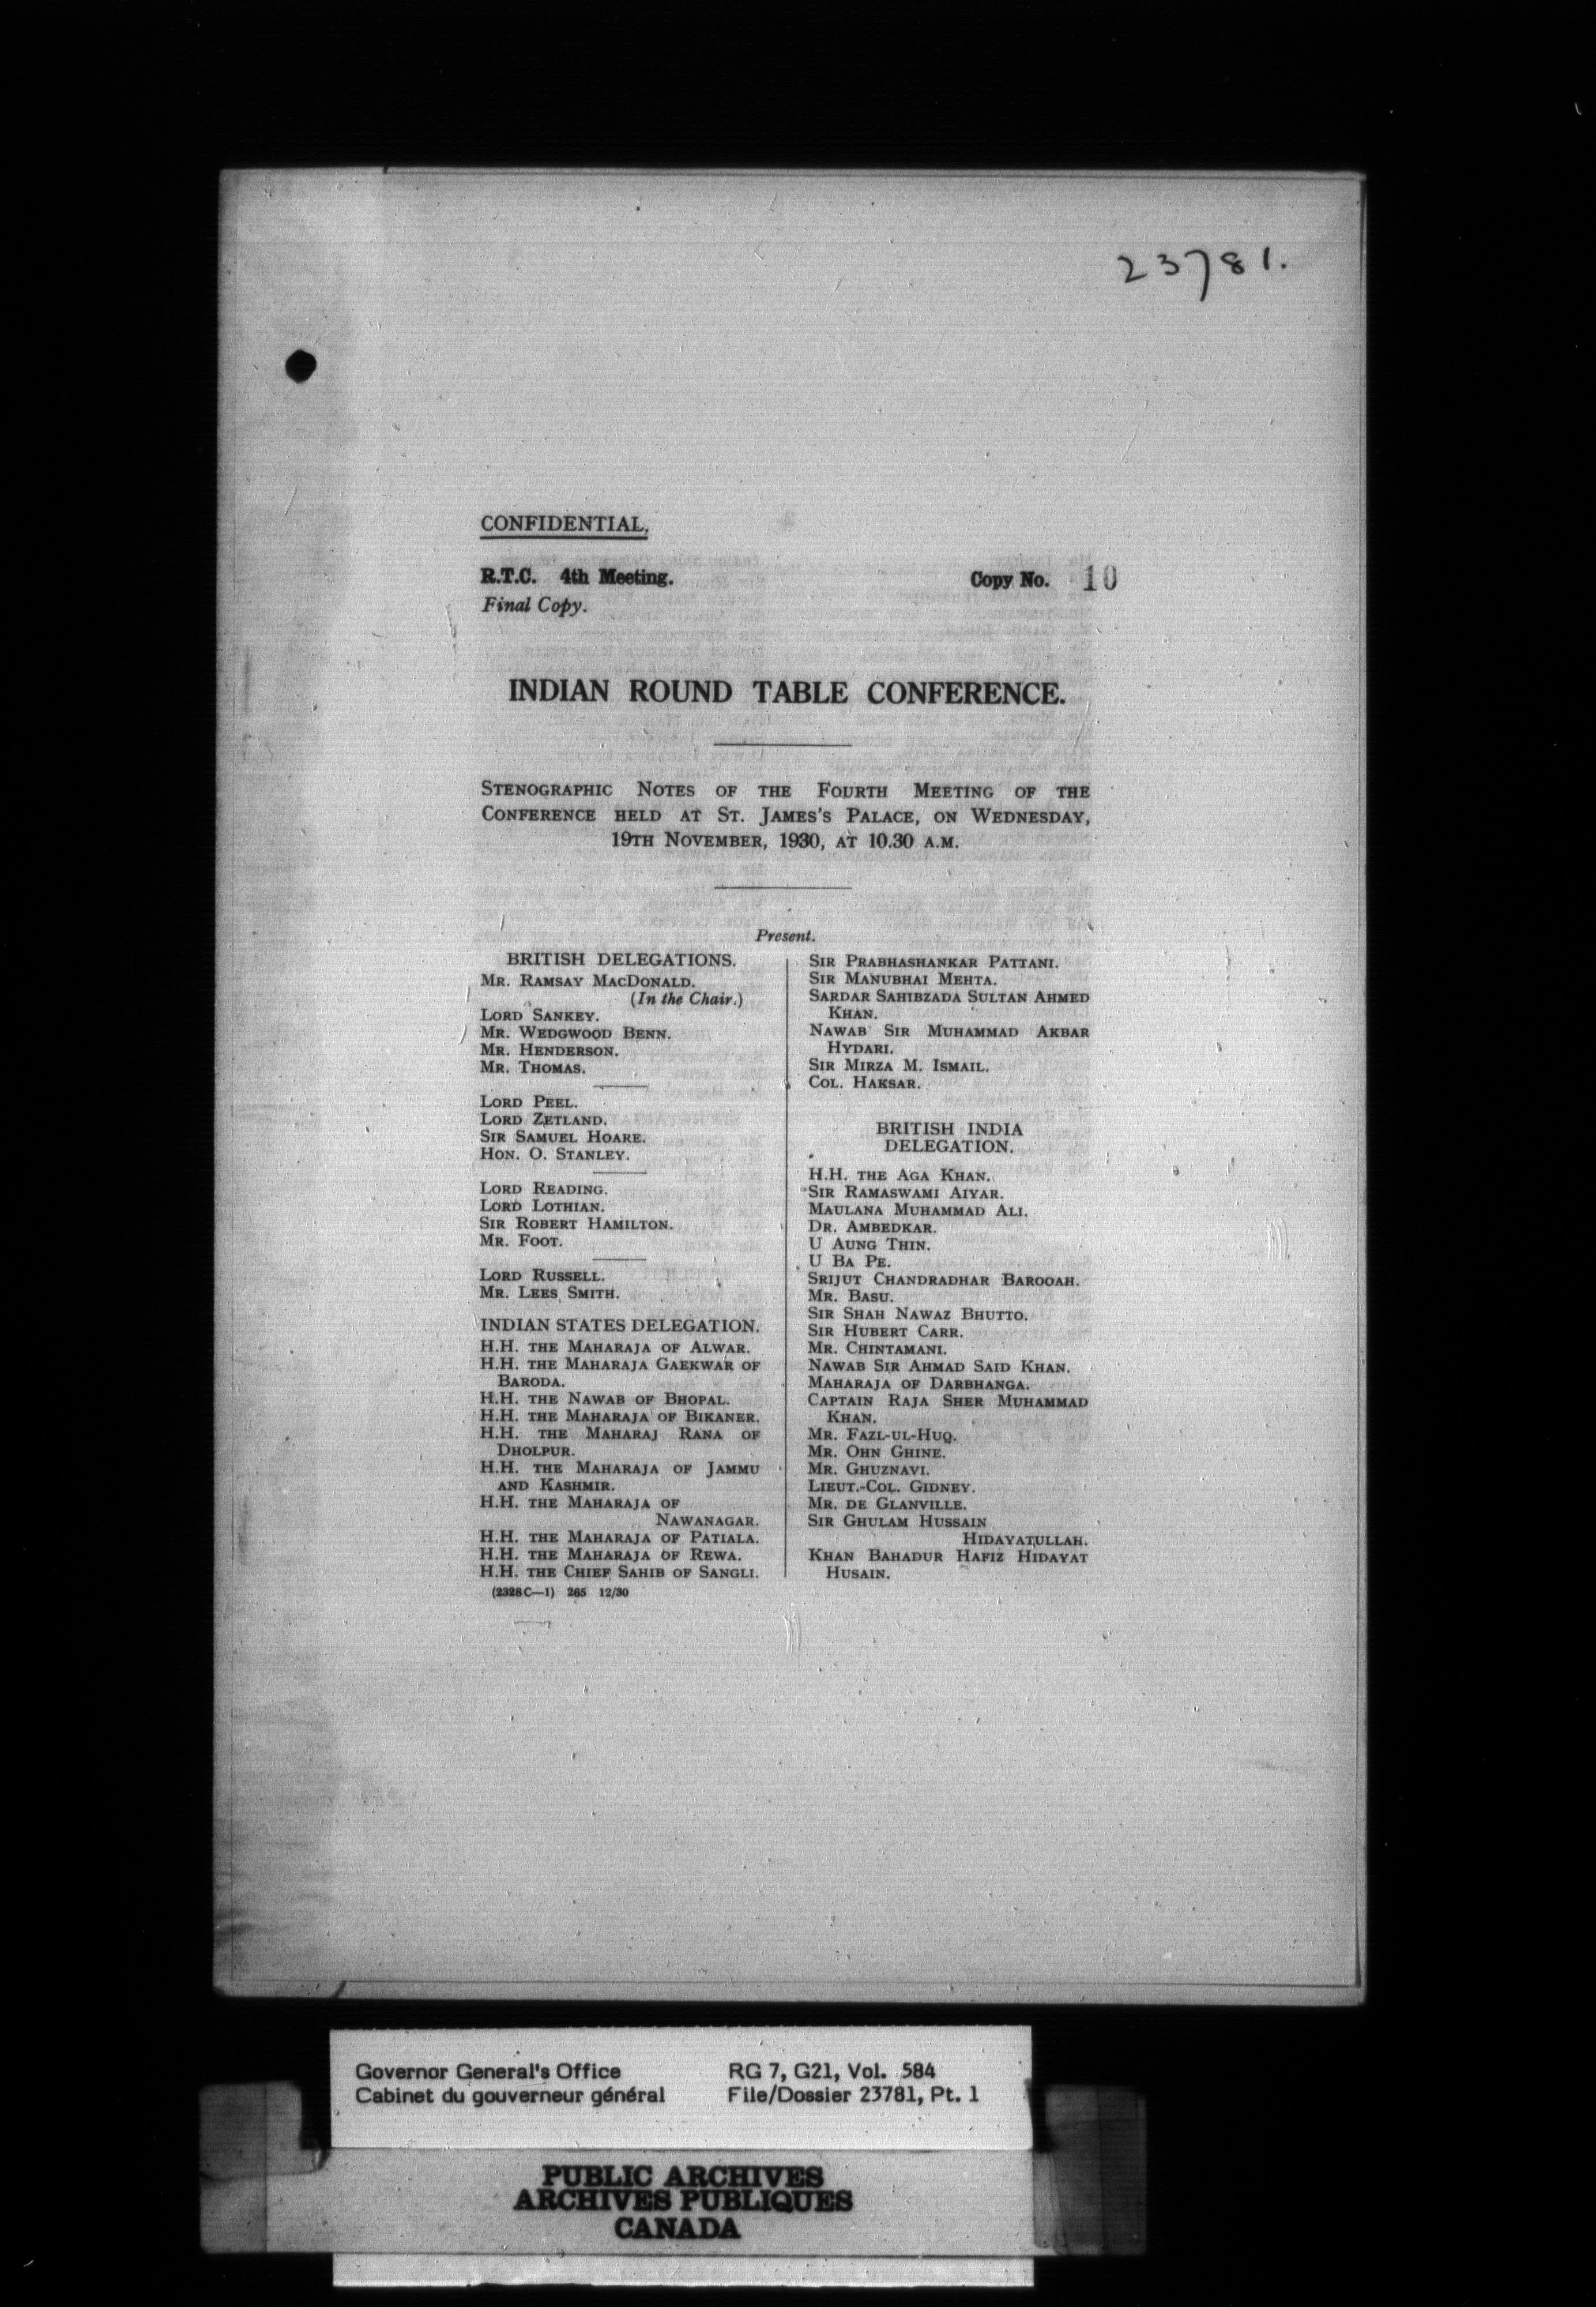 23781.
CONFIDENTIAL.
R.T.C. 4th Meeting. Copy No. 10
Final Copy.
INDIAN ROUND TABLE CONFERENCE.
STENOGRAPHIC NOTES OF THE FOURTH MEETING OF THE
CONFERENCE HELD AT ST. JAMES'S PALACE, ON WEDNESDAY,
19TH NOVEMBER, 1930, AT 10.30 A.M.
Present.
BRITISH DELEGATIONS.
MR. RAMSAY MACDONALD.
(In the Chair.)
LORD SANKEY.
MR. WEDGWOOD BENN.
MR. HENDERSON.
MR. THOMAS.
LORD PEEL.
LORD ZETLAND.
SIR SAMUEL HOARE.
HON. O. STANLEY.
LORD READING.
LORD LOTHIAN.
SIR ROBERT HAMILTON.
MR. FOOT.
LORD RUSSELL.
MR. LEES SMITH.
INDIAN STATES DELEGATION.
H.H. THE MAHARAJA OF ALWAR.
H.H. THE MAHARAJA GAEKWAR OF
BARODA.
H.H. THE NAWAB OF BHOPAL.
H.H. THE MAHARAJA OF BIKANER.
H.H. THE MAHARAJ RANA OF
DHOLPUR.
H.H. THE MAHARAJA OF JAMMU
AND KASHMIR.
H.H. THE MAHARAJA OF
NAWANAGAR.
H.H. THE MAHARAJA OF PATIALA.
H.H. THE MAHARAJA OF REWA.
H.H. THE CHIEF SAHIB OF SANGLI.
(2328C—1) 265 12/30
SIR PRABHASHANKAR PATTANI.
SIR MANUBHAI MEHTA.
SARDAR SAHIBZADA SULTAN AHMED
KHAN.
NAWAB SIR MUHAMMAD AKBAR
HYDARI.
SIR MIRZA M. ISMAIL.
COL. HAKSAR.
BRITISH INDIA
DELEGATION.
H.H. THE AGA KHAN.
SIR RAMASWAMI AIYAR.
MAULANA MUHAMMAD ALI.
DR. AMBEDKAR.
U AUNG THIN.
U BA PE.
SRIJUT CHANDRADHAR BAROOAH.
MR. BASU.
SIR SHAH NAWAZ BHUTTO.
SIR HUBERT CARR.
MR. CHINTAMANI.
NAWAB SIR AHMAD SAID KHAN.
MAHARAJA OF DARBHANGA.
CAPTAIN RAJA SHER MUHAMMAD
KHAN.
MR. FAZL-UL-HUQ.
MR. OHN GHINE.
MR. GHUZNAVI.
LIEUT.-COL. GIDNEY.
MR. DE GLANVILLE.
SIR GHULAM HUSSAIN
HIDAYATULLAH.
KHAN BAHADUR HAFIZ HIDAYAT
HUSAIN.
Governor General's Office RG 7, G21, Vol. 584
Cabinet du gouverneur général File/Dossier 23781, Pt. 1
PUBLIC ARCHIVES
ARCHIVES PUBLIQUES
CANADA